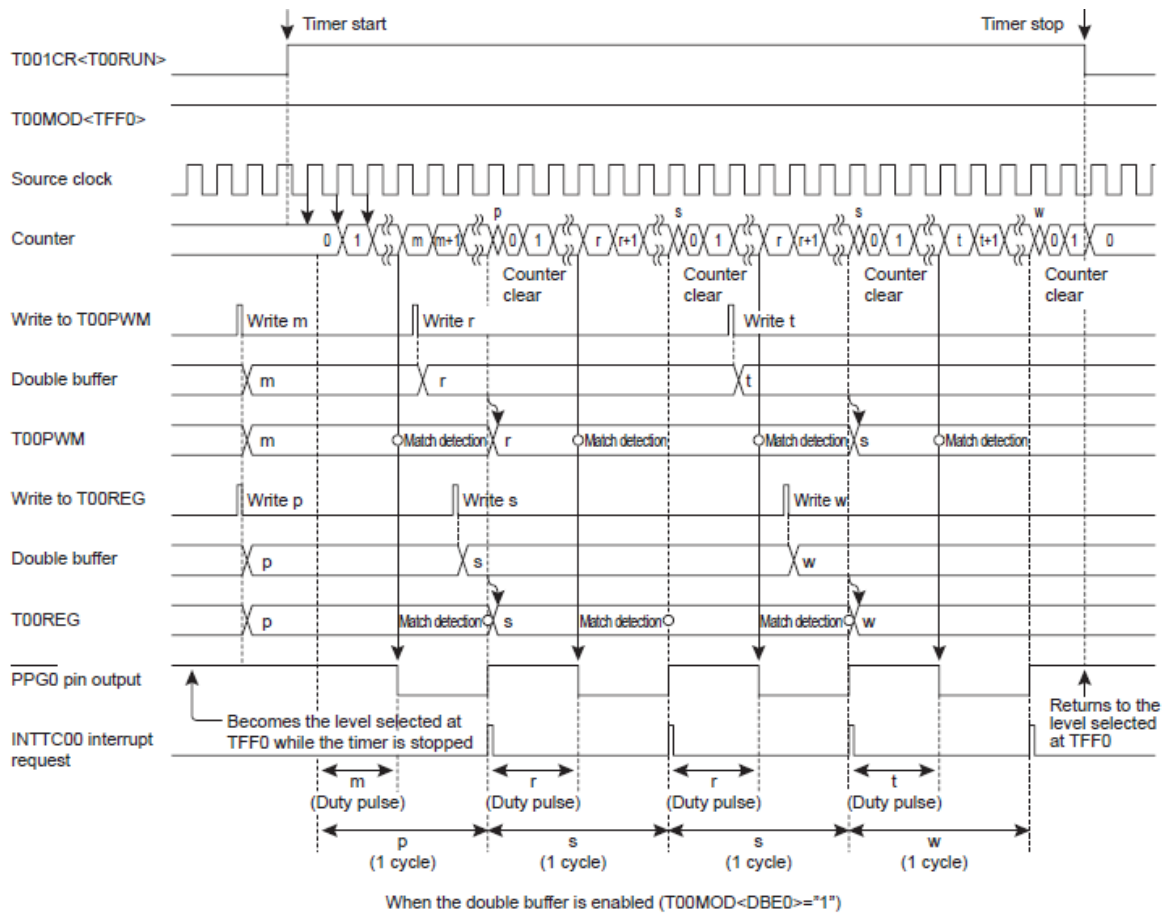 Timer start
Timer stop
T001CR<T00RUN>
T00MOD<TFF0>
Source clock
p s s w
Counter 0 1 m m+1 0 1 r r+1 0 1 r r+1 0 1 t t+1 0 1 0
Counter clear Counter clear Counter clear Counter clear
Write to T00PWM Write m Write r Write t
Double buffer m r t
T00PWM m Match detection r Match detection Match detection s Match detection
Write to T00REG Write p Write s Write w
Double buffer p s w
T00REG p Match detection s Match detection Match detection w
PPG0 pin output
Becomes the level selected at
TFF0 while the timer is stopped
Returns to the
level selected
at TFF0
INTTC00 interrupt
request
m r r t
(Duty pulse) (Duty pulse) (Duty pulse) (Duty pulse)
p s s w
(1 cycle) (1 cycle) (1 cycle) (1 cycle)
When the double buffer is enabled (T00MOD<DBE0>="1")